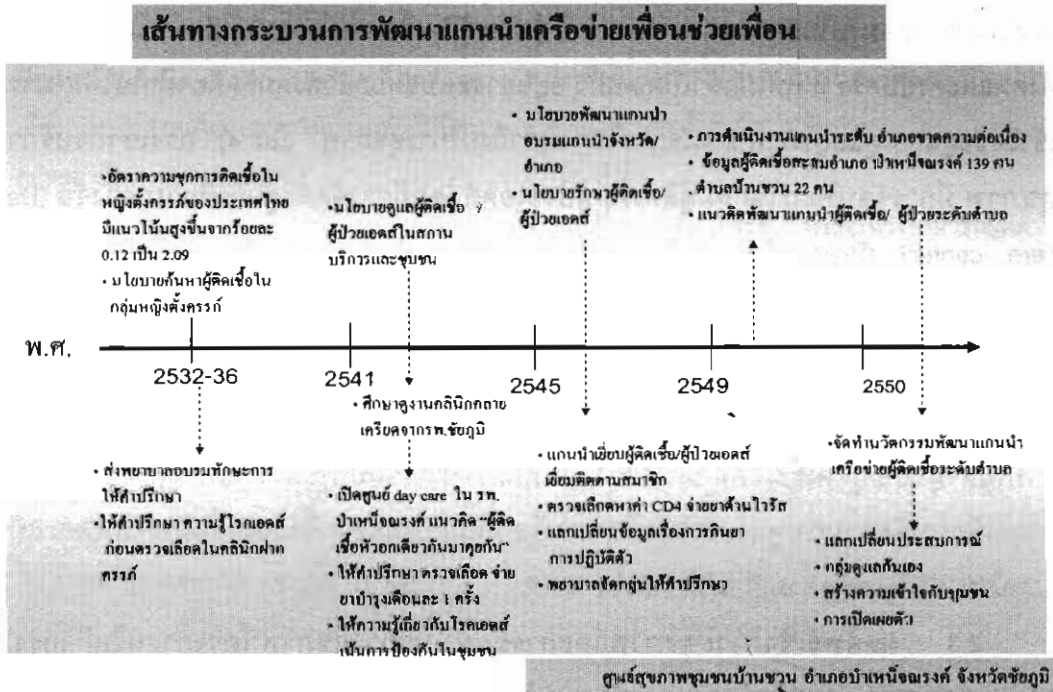 เส้นทางกระบวนการพัฒนาแกนนำเครือข่ายเพื่อนช่วยเพื่อน
•อัตราความชุกการติดเชื้อใน
หญิงตั้งครรภ์ของประเทศไทย
มีแนวโน้มสูงขึ้นจากร้อยละ
0.12 เป็น 2.09
• นโยบายค้นหาผู้ติดเชื้อใน
กลุ่มหญิงตั้งครรภ์
•นโยบายดูแลผู้ติดเชื้อ /
ผู้ป่วยเอดส์ในสถาน
บริการและชุมชน
• นโยบายพัฒนาแกนนำ
อบรมแกนนำจังหวัด/
อำเภอ
• นโยบายรักษาผู้ติดเชื้อ/
ผู้ป่วยเอดส์
• การดำเนินงานแกนนำระดับ อำเภอขาดความต่อเนื่อง
• ข้อมูลผู้ติดเชื้อสะสมอำเภอ บำเหน็จณรงค์ 139 คน
ตำบลบ้านชวน 22 คน
• แนวคิดพัฒนาแกนนำผู้ติดเชื้อ/ ผู้ป่วยระดับตำบล
พ.ศ.
2532-36
2541
2545
2549
2550
• ส่งพยาบาลอบรมทักษะการ
ให้คำปรึกษา
•ให้คำปรึกษา ความรู้โรคเอดส์
ก่อนตรวจเลือดในคลินิกฝาก
ครรภ์
• ศึกษาดูงานคลินิกคลาย
เครียดจากรพ.ชัยภูมิ
• เปิดศูนย์ day care ใน รพ.
บำเหน็จณรงค์ แนวคิด "ผู้ติด
เชื้อหัวอกเดียวกันมาคุยกัน"
• ให้คำปรึกษา ตรวจเลือด จ่าย
ยาบำรุงเดือนละ 1 ครั้ง
• ให้ความรู้เกี่ยวกับโรคเอดส์
เน้นการป้องกันในชุมชน
• แกนนำเยี่ยมผู้ติดเชื้อ/ผู้ป่วยเอดส์
เยี่ยมติดตามสมาชิก
• ตรวจเลือดหาค่า CD4 จ่ายยาต้านไวรัส
• แลกเปลี่ยนข้อมูลเรื่องการกินยา
การปฏิบัติตัว
• พยาบาลจัดกลุ่มให้คำปรึกษา
•จัดทำนวัตกรรมพัฒนาแกนนำ
เครือข่ายผู้ติดเชื้อระดับตำบล
• แลกเปลี่ยนประสบการณ์
กลุ่มดูแลกันเอง
• สร้างความเข้าใจกับชุมชน
• การเปิดเผยตัว
ศูนย์สุขภาพชุมชนบ้านชวน อำเภอบำเหน็จณรงค์ จังหวัดชัยภูมิ